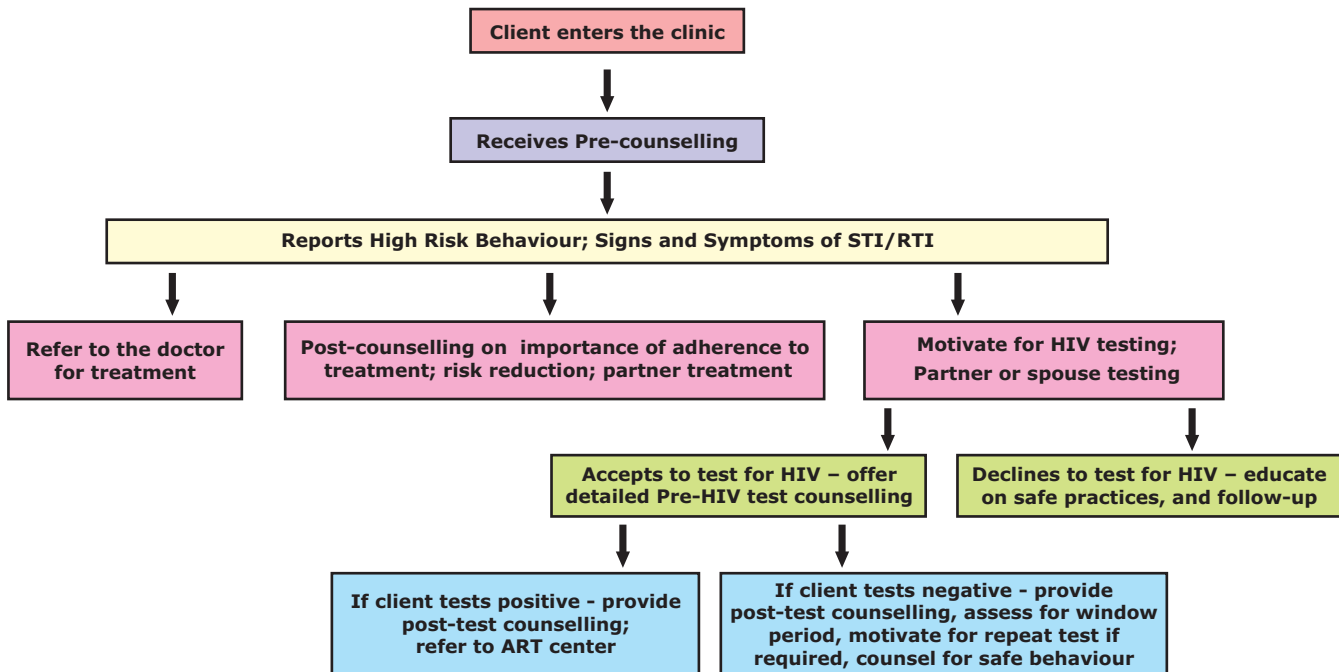 Client enters the clinic
Receives Pre-counselling
Reports High Risk Behaviour; Signs and Symptoms of STI/RTI
Refer to the doctor
for treatment
Post-counselling on importance of adherence to
treatment; risk reduction; partner treatment
Motivate for HIV testing;
Partner or spouse testing
Accepts to test for HIV – offer
detailed Pre-HIV test counselling
Declines to test for HIV – educate
on safe practices, and follow-up
If client tests positive - provide
post-test counselling;
refer to ART center
If client tests negative - provide
post-test counselling, assess for window
period, motivate for repeat test if
required, counsel for safe behaviour